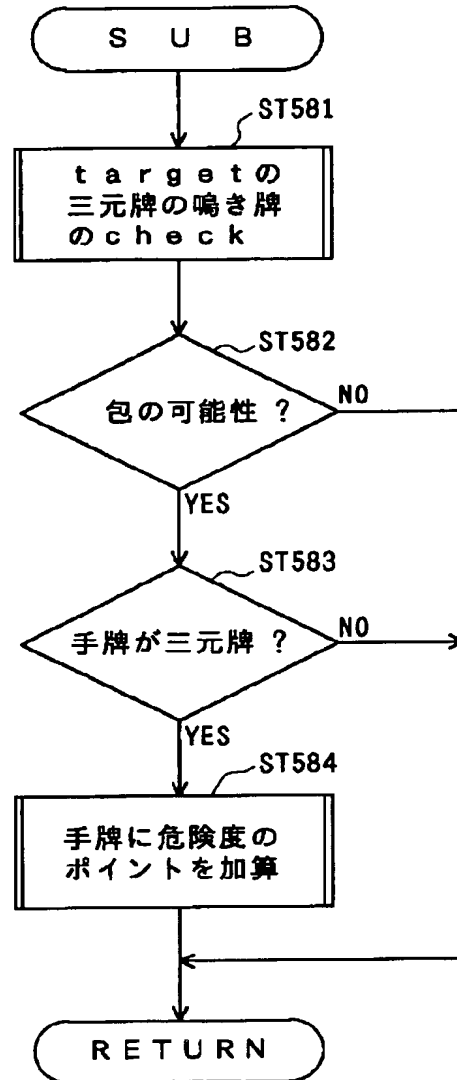 ＳＵＢ
ST581
ｔａｒｇｅｔの
三元牌の鳴き牌
のｃｈｅｃｋ
ST582
包の可能性？
NO
YES
ST583
手牌が三元牌？
NO
YES
ST584
手牌に危険度の
ポイントを加算
ＲＥＴＵＲＮ